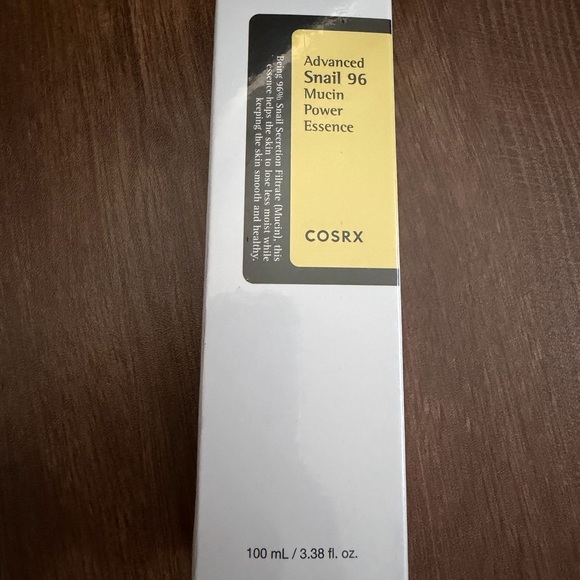 Advanced
Snail 96
Mucin
Power
Essence
COSRX
Being 96% Snail Secretion Filtrate (Mucin), this
essence helps the skin to lose less moist while
keeping the skin smooth and healthy.
100 mL / 3.38 fl. oz.